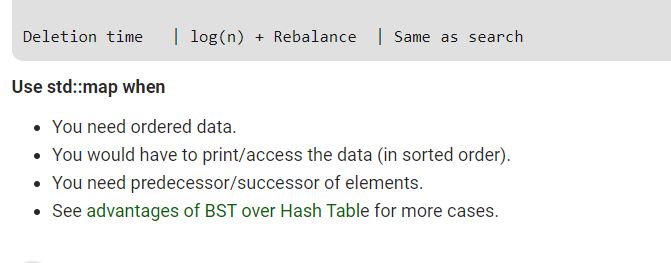 Deletion time | log(n) + Rebalance | Same as search
Use std::map when
You need ordered data.
You would have to print/access the data (in sorted order).
You need predecessor/successor of elements.
See advantages of BST over Hash Table for more cases.